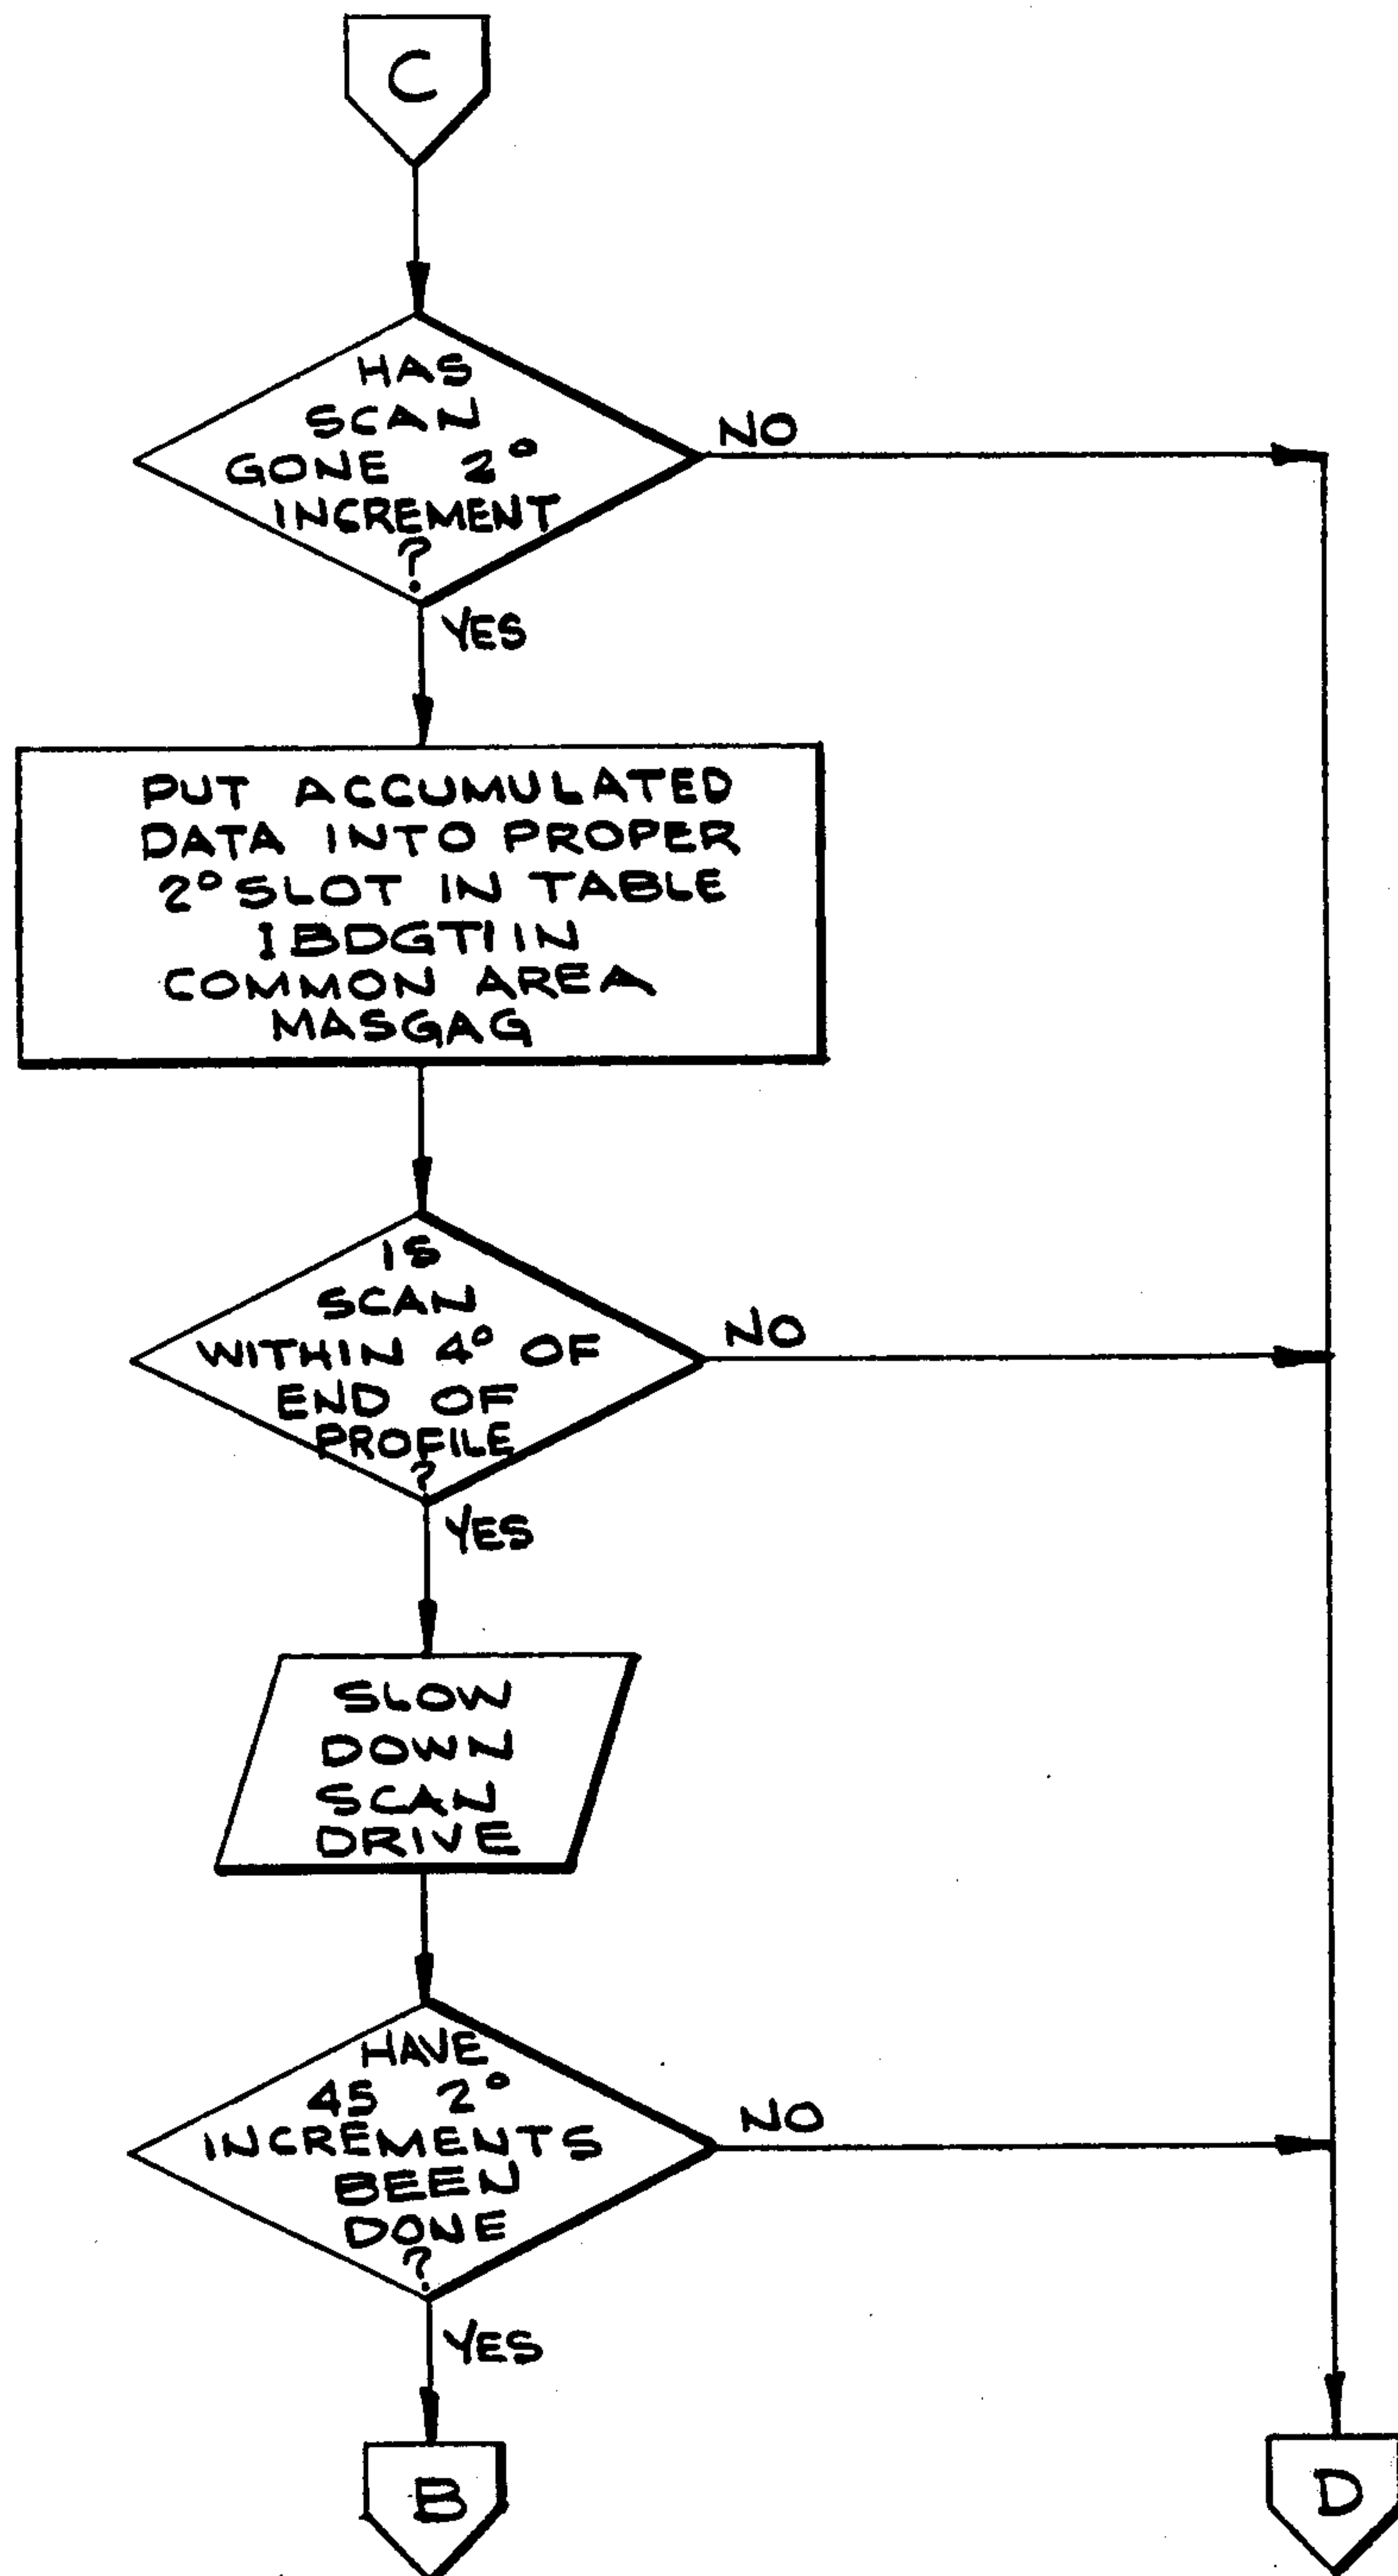 C
HAS
SCAN
GONE 2°
INCREMENT
?
NO
YES
PUT ACCUMULATED
DATA INTO PROPER
2° SLOT IN TABLE
IBDGT1 IN
COMMON AREA
MASGAG
IS
SCAN
WITHIN 4° OF
END OF
PROFILE
?
NO
YES
SLOW
DOWN
SCAN
DRIVE
HAVE
45 2°
INCREMENTS
BEEN
DONE
?
NO
YES
B
D